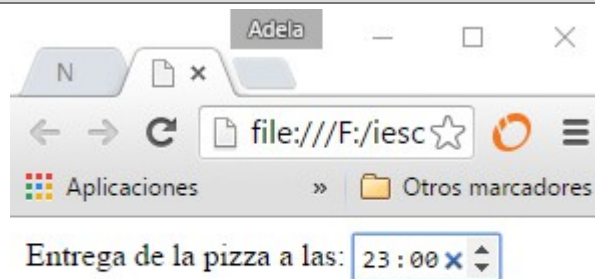 Adela
N
file:///F:/iesc
Aplicaciones » Otros marcadores
Entrega de la pizza a las: 23:00